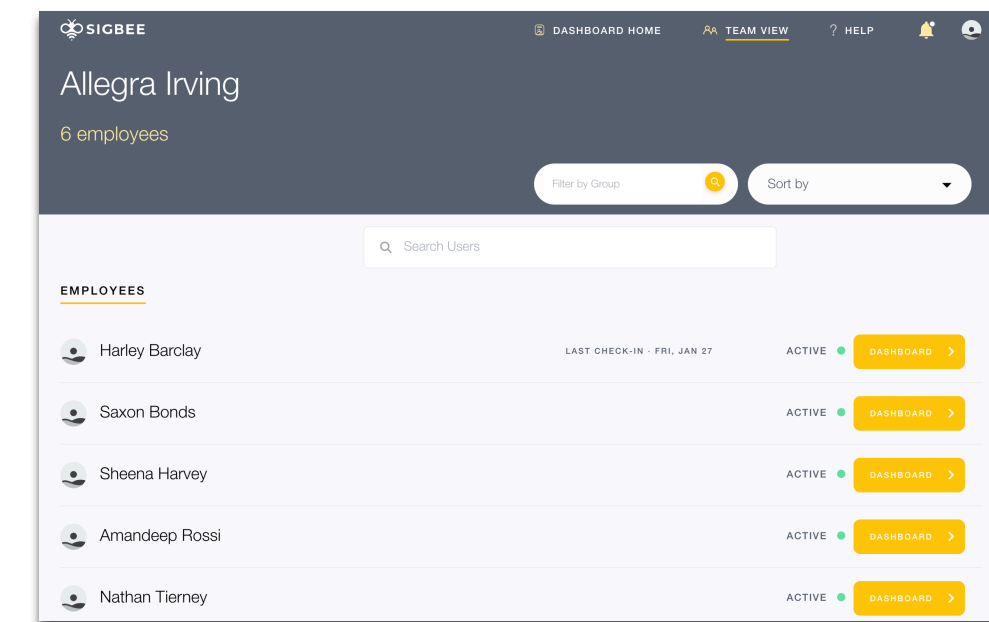 SIGBEE
DASHBOARD HOME
TEAM VIEW
? HELP
Allegra Irving
6 employees
Filter by Group
Sort by
Search Users
EMPLOYEES
Harley Barclay
LAST CHECK-IN · FRI, JAN 27
ACTIVE
DASHBOARD
Saxon Bonds
ACTIVE
DASHBOARD
Sheena Harvey
ACTIVE
DASHBOARD
Amandeep Rossi
ACTIVE
DASHBOARD
Nathan Tierney
ACTIVE
DASHBOARD